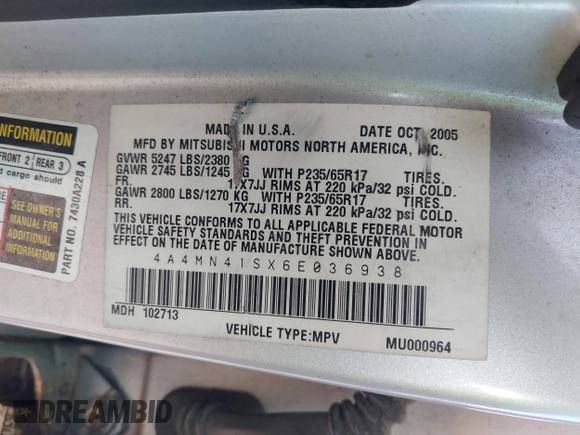 INFORMATION
FRONT 2 REAR 3
d cargo should
SEE OWNER'S
MANUAL FOR
ADDITIONAL
INFORMATION
PART NO. 7430A228 A
MADE IN U.S.A. DATE OCT 2005
MFD BY MITSUBISHI MOTORS NORTH AMERICA, INC.
GVWR 5247 LBS/2380 KG
GAWR 2745 LBS/1245 KG WITH P235/65R17 TIRES.
FR. 17X7JJ RIMS AT 220 kPa/32 psi COLD.
GAWR 2800 LBS/1270 KG WITH P235/65R17 TIRES.
RR. 17X7JJ RIMS AT 220 kPa/32 psi COLD.
THIS VEHICLE CONFORMS TO ALL APPLICABLE FEDERAL MOTOR
VEHICLE SAFETY STANDARDS AND THEFT PREVENTION STANDARDS
IN EFFECT ON THE DATE OF MANUFACTURE SHOWN ABOVE.
4A4MN41SX6E036938
MDH 102713
VEHICLE TYPE:MPV MU000964
DREAMBID